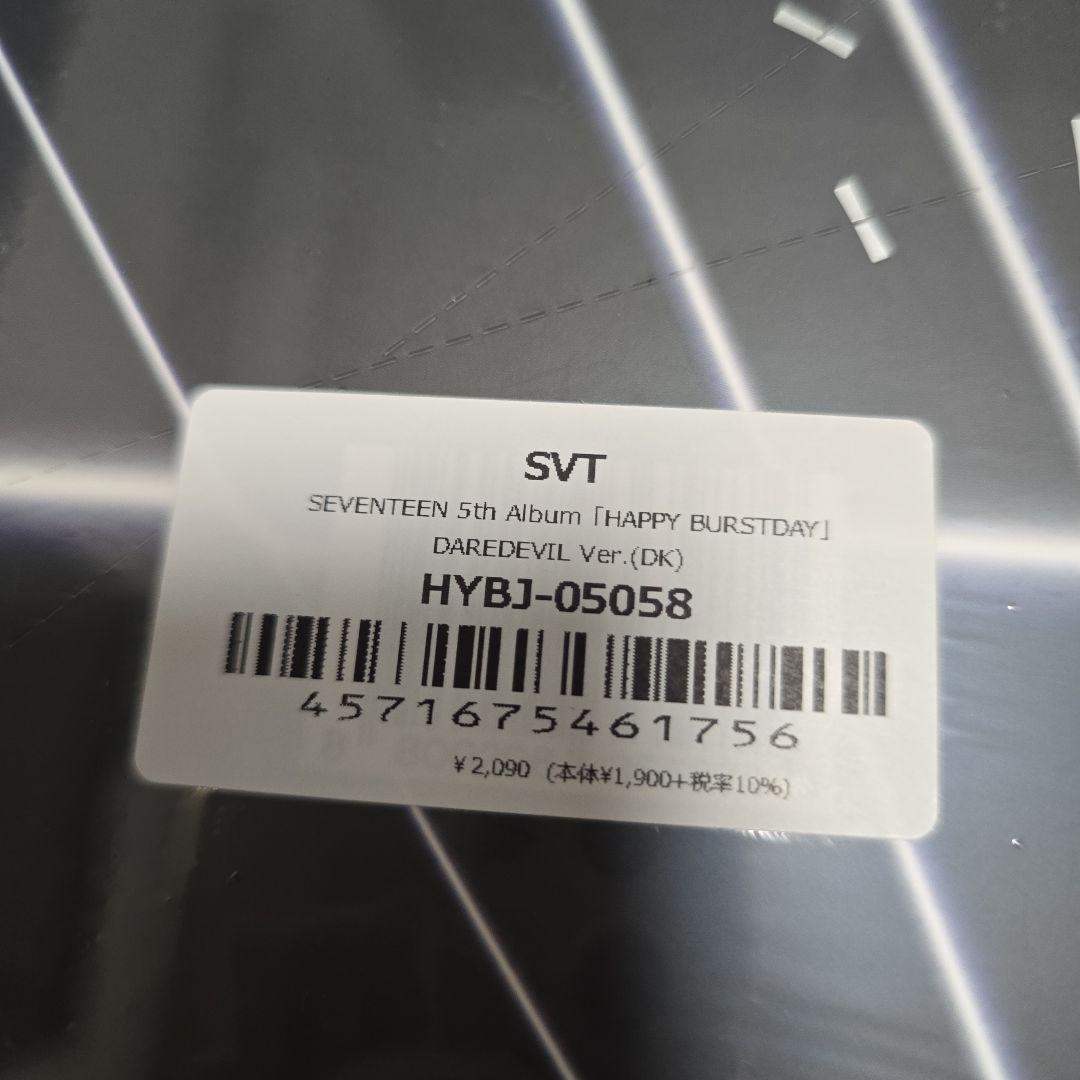 SVT
SEVENTEEN 5th Album「HAPPY BURSTDAY」
DAREDEVIL Ver.(DK)
HYBJ-05058
4571675461756
¥2,090 (本体¥1,900+税率10%)